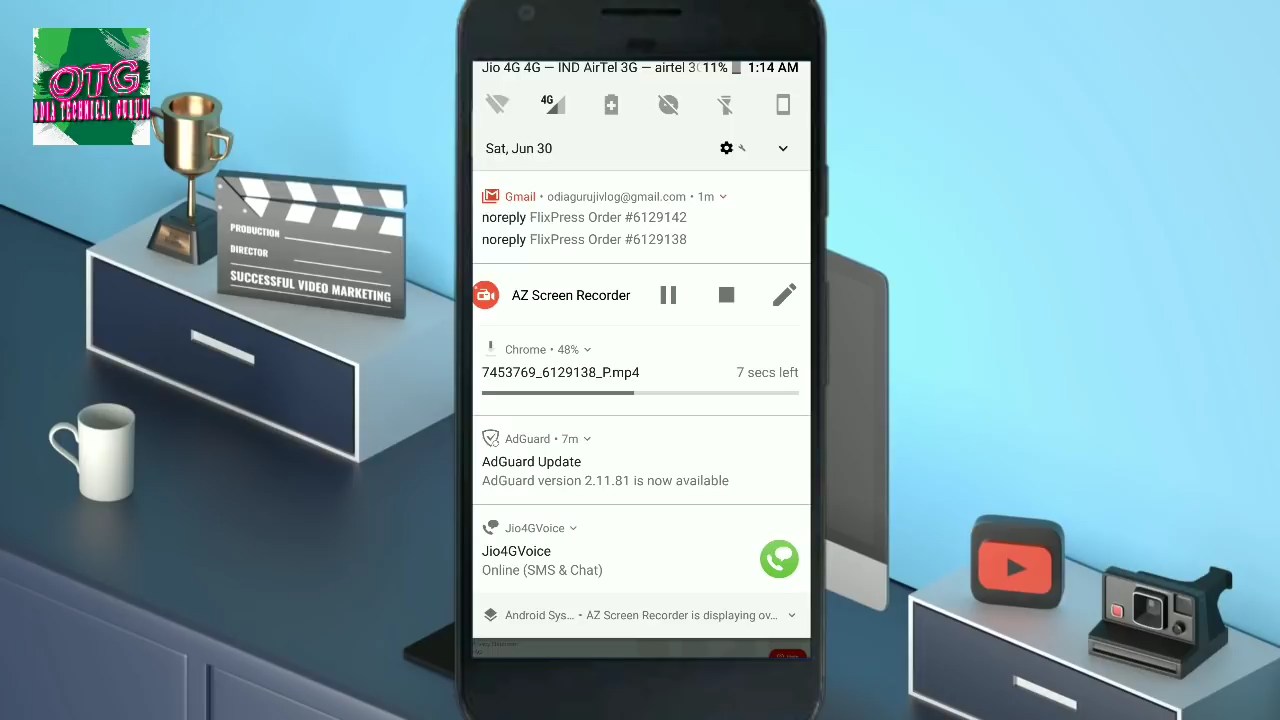 OTG
ODIA TECHNICAL GURUJI
PRODUCTION
DIRECTOR
SUCCESSFUL VIDEO MARKETING
Jio 4G 4G — IND AirTel 3G — airtel 3G 11% 1:14 AM
4G
Sat, Jun 30
Gmail • odiagurujivlog@gmail.com • 1m
noreply FlixPress Order #6129142
noreply FlixPress Order #6129138
AZ Screen Recorder
Chrome • 48%
7453769_6129138_P.mp4 7 secs left
AdGuard • 7m
AdGuard Update
AdGuard version 2.11.81 is now available
Jio4GVoice
Jio4GVoice
Online (SMS & Chat)
Android Sys... • AZ Screen Recorder is displaying ov...